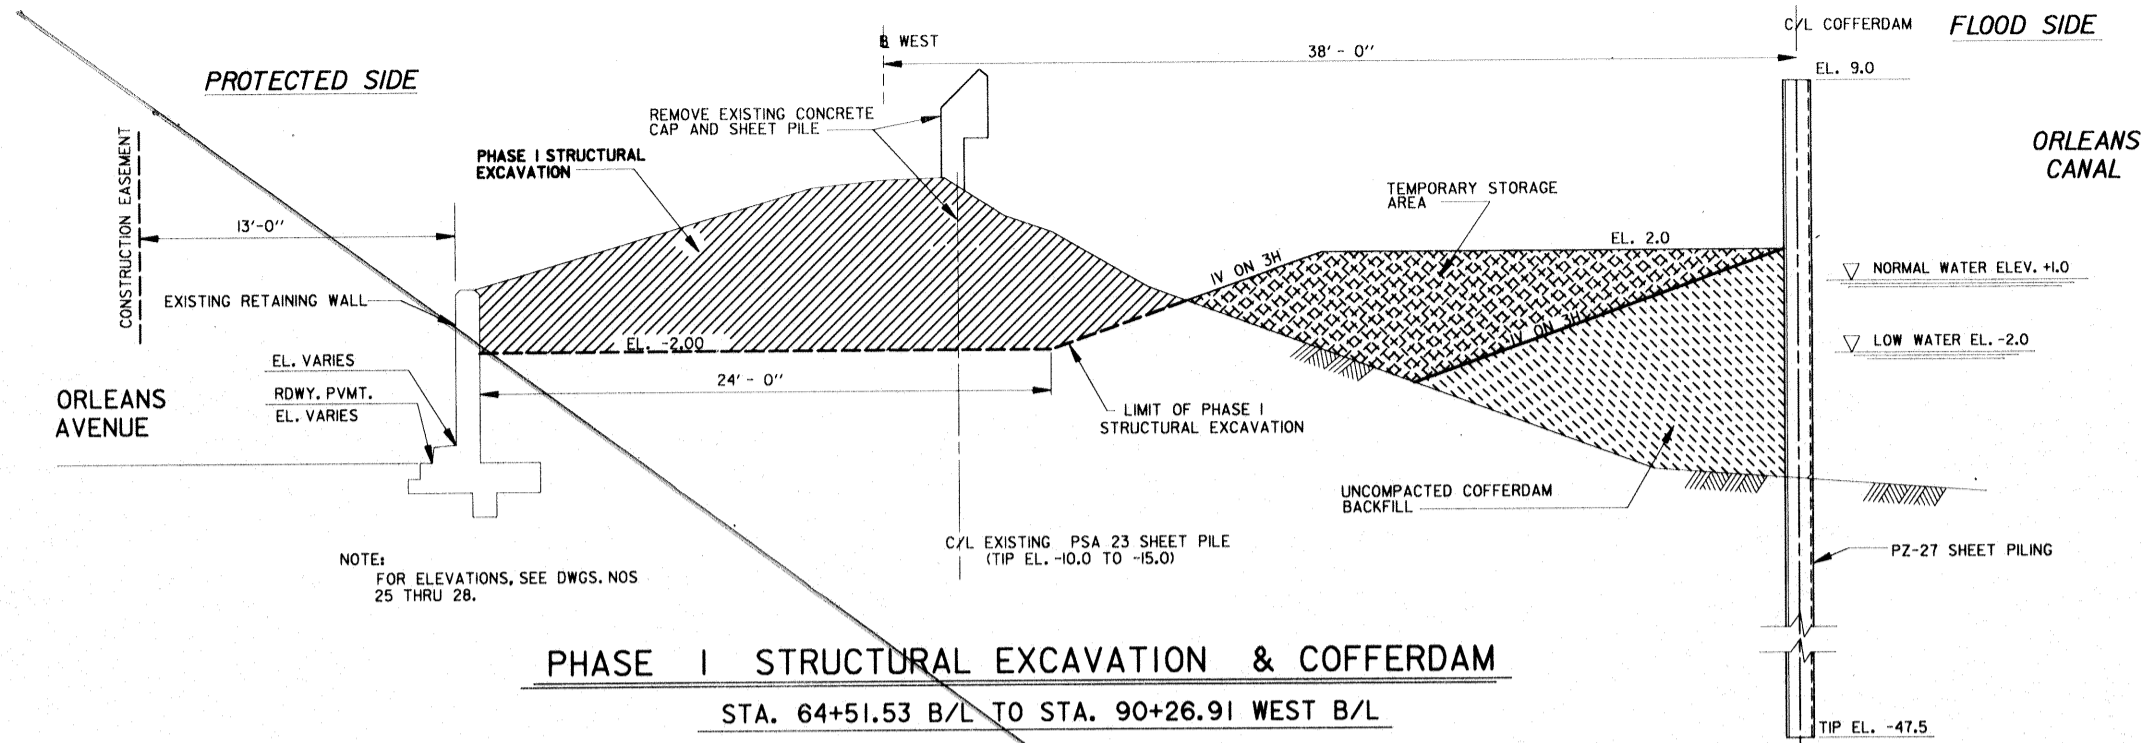 C/L COFFERDAM
FLOOD SIDE
B WEST
38' - 0"
PROTECTED SIDE
EL. 9.0
REMOVE EXISTING CONCRETE
CAP AND SHEET PILE
CONSTRUCTION EASEMENT
PHASE I STRUCTURAL
EXCAVATION
ORLEANS
CANAL
TEMPORARY STORAGE
AREA
13'-0"
EL. 2.0
1V ON 3H
NORMAL WATER ELEV. +1.0
EXISTING RETAINING WALL
1V ON 3H
EL. -2.00
LOW WATER EL. -2.0
EL. VARIES
24' - 0"
RDWY. PVMT.
EL. VARIES
ORLEANS
AVENUE
LIMIT OF PHASE I
STRUCTURAL EXCAVATION
UNCOMPACTED COFFERDAM
BACKFILL
C/L EXISTING PSA 23 SHEET PILE
(TIP EL. -10.0 TO -15.0)
PZ-27 SHEET PILING
NOTE:
FOR ELEVATIONS, SEE DWGS. NOS
25 THRU 28.
PHASE I STRUCTURAL EXCAVATION & COFFERDAM
STA. 64+51.53 B/L TO STA. 90+26.91 WEST B/L
TIP EL. -47.5